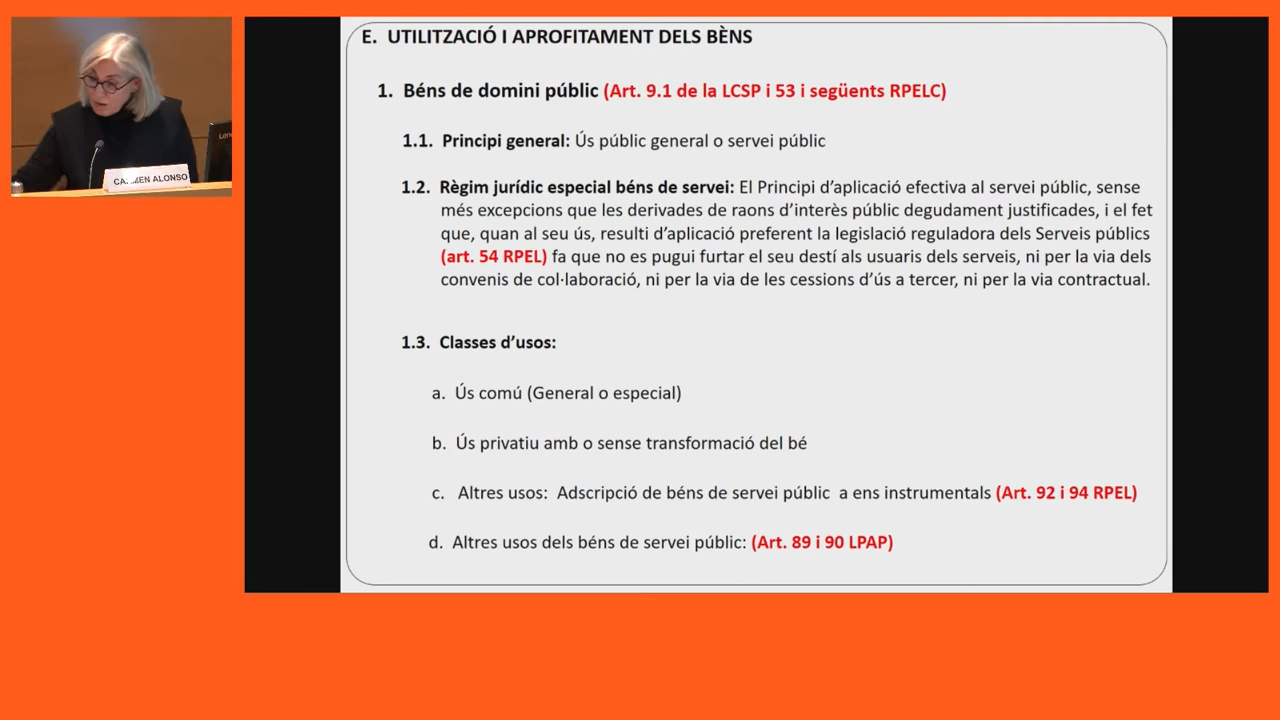 E. UTILITZACIÓ I APROFITAMENT DELS BÈNS
1. Béns de domini públic (Art. 9.1 de la LCSP i 53 i següents RPELC)
1.1. Principi general: Ús públic general o servei públic
1.2. Règim jurídic especial béns de servei: El Principi d’aplicació efectiva al servei públic, sense
més excepcions que les derivades de raons d’interès públic degudament justificades, i el fet
que, quan al seu ús, resulti d’aplicació preferent la legislació reguladora dels Serveis públics
(art. 54 RPEL) fa que no es pugui furtar el seu destí als usuaris dels serveis, ni per la via dels
convenis de col·laboració, ni per la via de les cessions d’ús a tercer, ni per la via contractual.
1.3. Classes d’usos:
a. Ús comú (General o especial)
b. Ús privatiu amb o sense transformació del bé
c. Altres usos: Adscripció de béns de servei públic a ens instrumentals (Art. 92 i 94 RPEL)
d. Altres usos dels béns de servei públic: (Art. 89 i 90 LPAP)
ALONSO